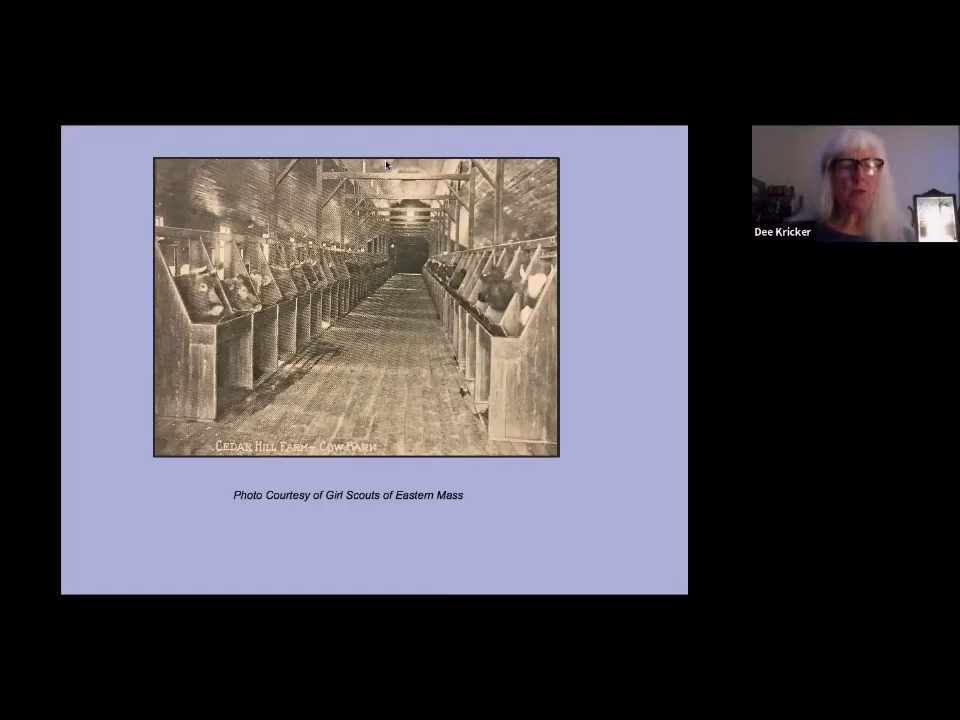 CEDAR HILL FARM - COW BARN
Photo Courtesy of Girl Scouts of Eastern Mass
Dee Kricker